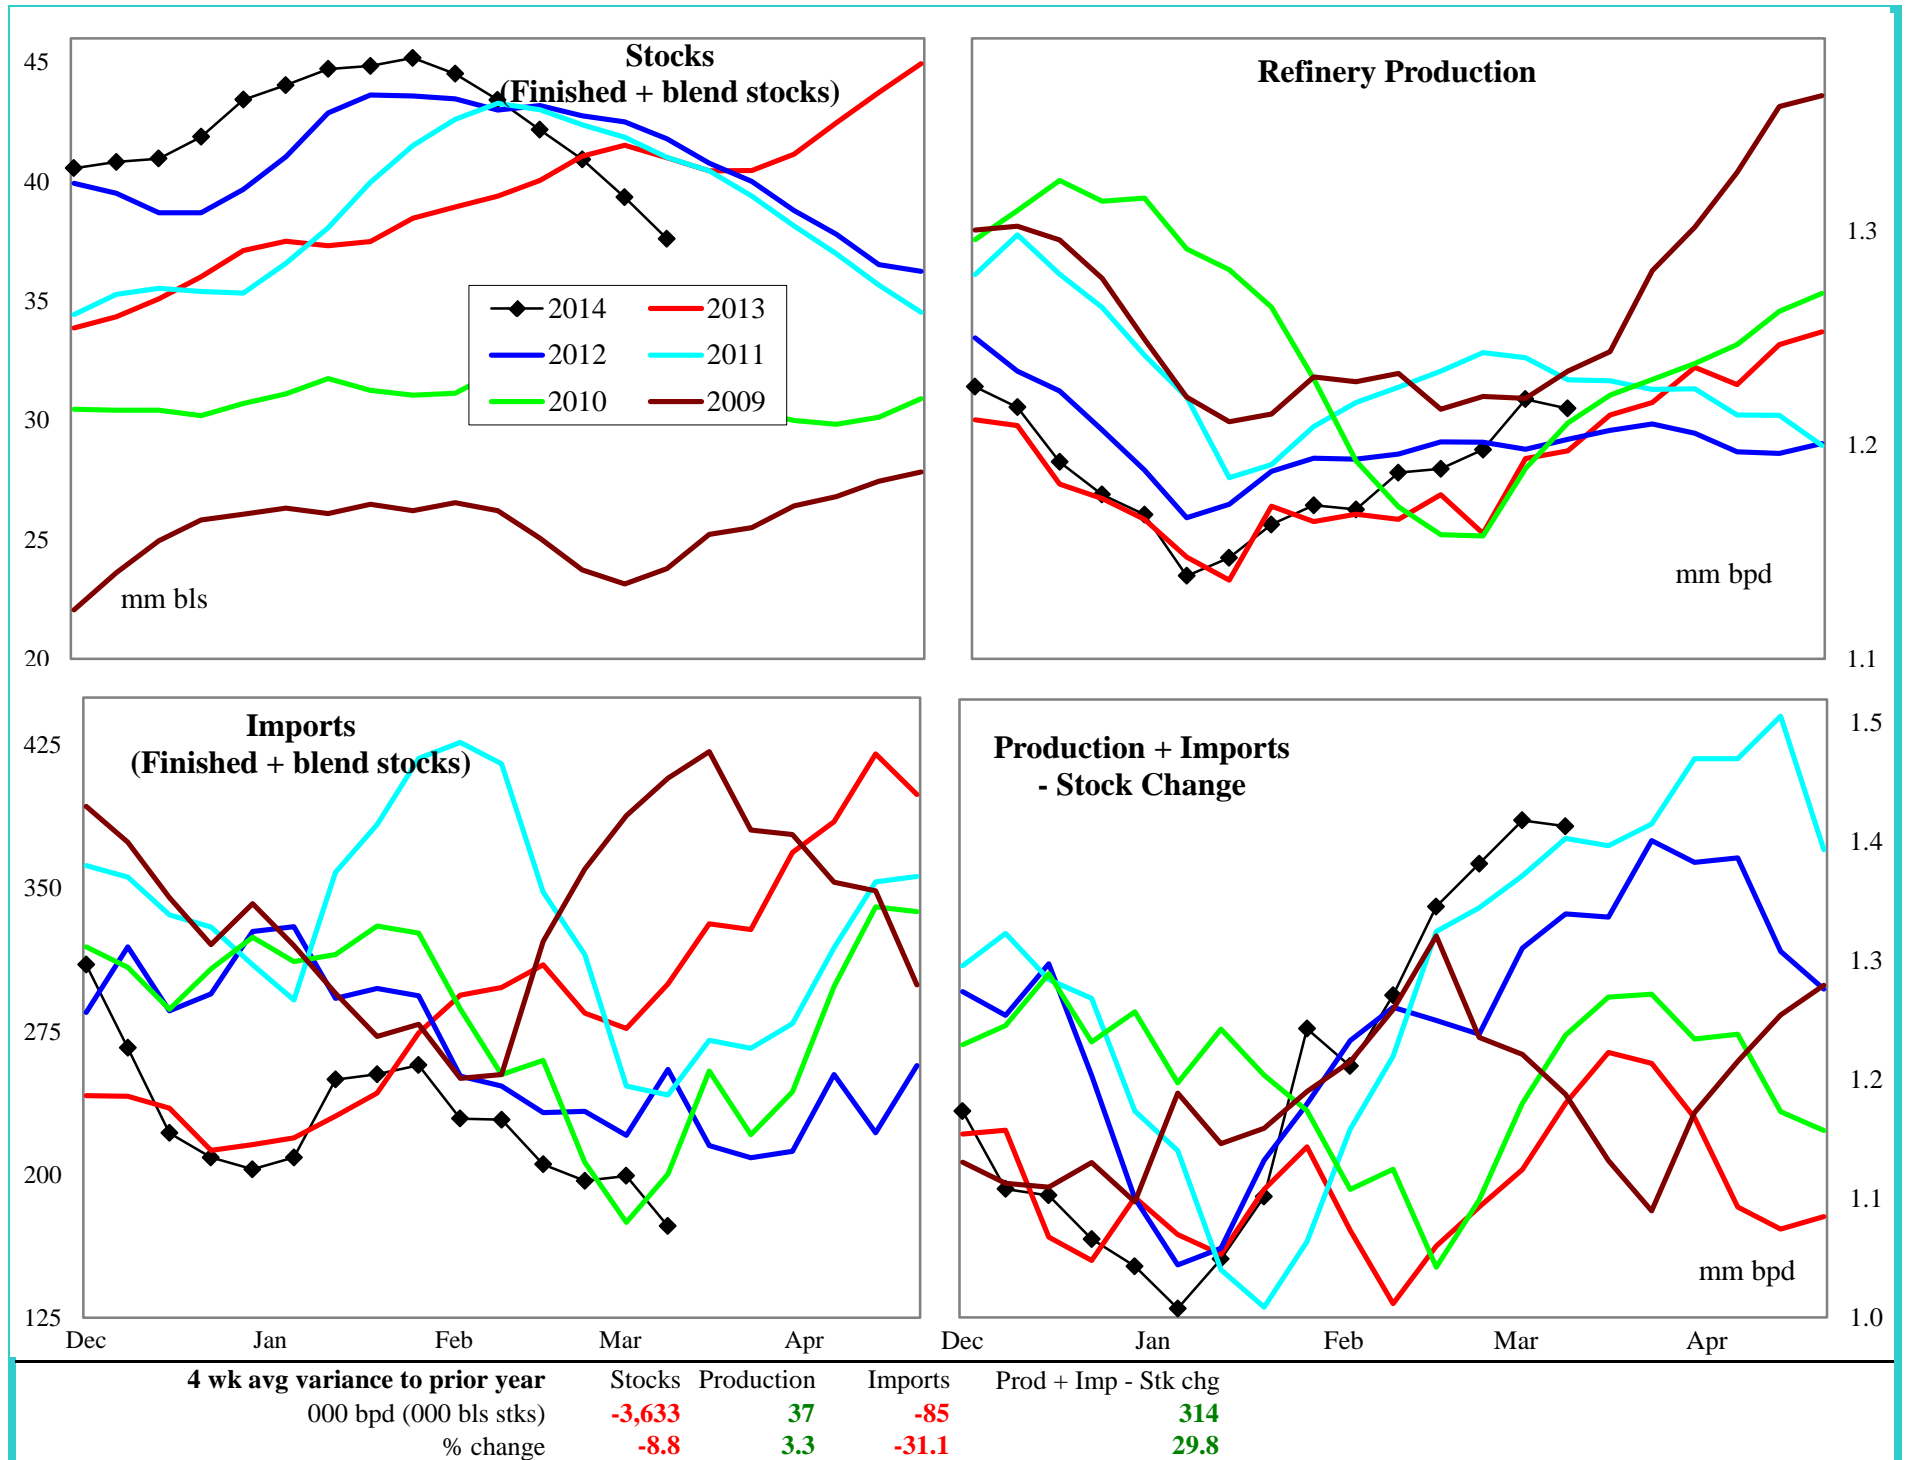 Stocks
(Finished + blend stocks)
45
40
35
30
25
20
2014 2013
2012 2011
2010 2009
mm bls
Refinery Production
1.3
1.2
1.1
mm bpd
Imports
(Finished + blend stocks)
425
350
275
200
125
Dec Jan Feb Mar Apr
Production + Imports
- Stock Change
1.5
1.4
1.3
1.2
1.1
1.0
mm bpd
Dec Jan Feb Mar Apr
4 wk avg variance to prior year Stocks Production Imports Prod + Imp - Stk chg
000 bpd (000 bls stks) -3,633 37 -85 314
% change -8.8 3.3 -31.1 29.8